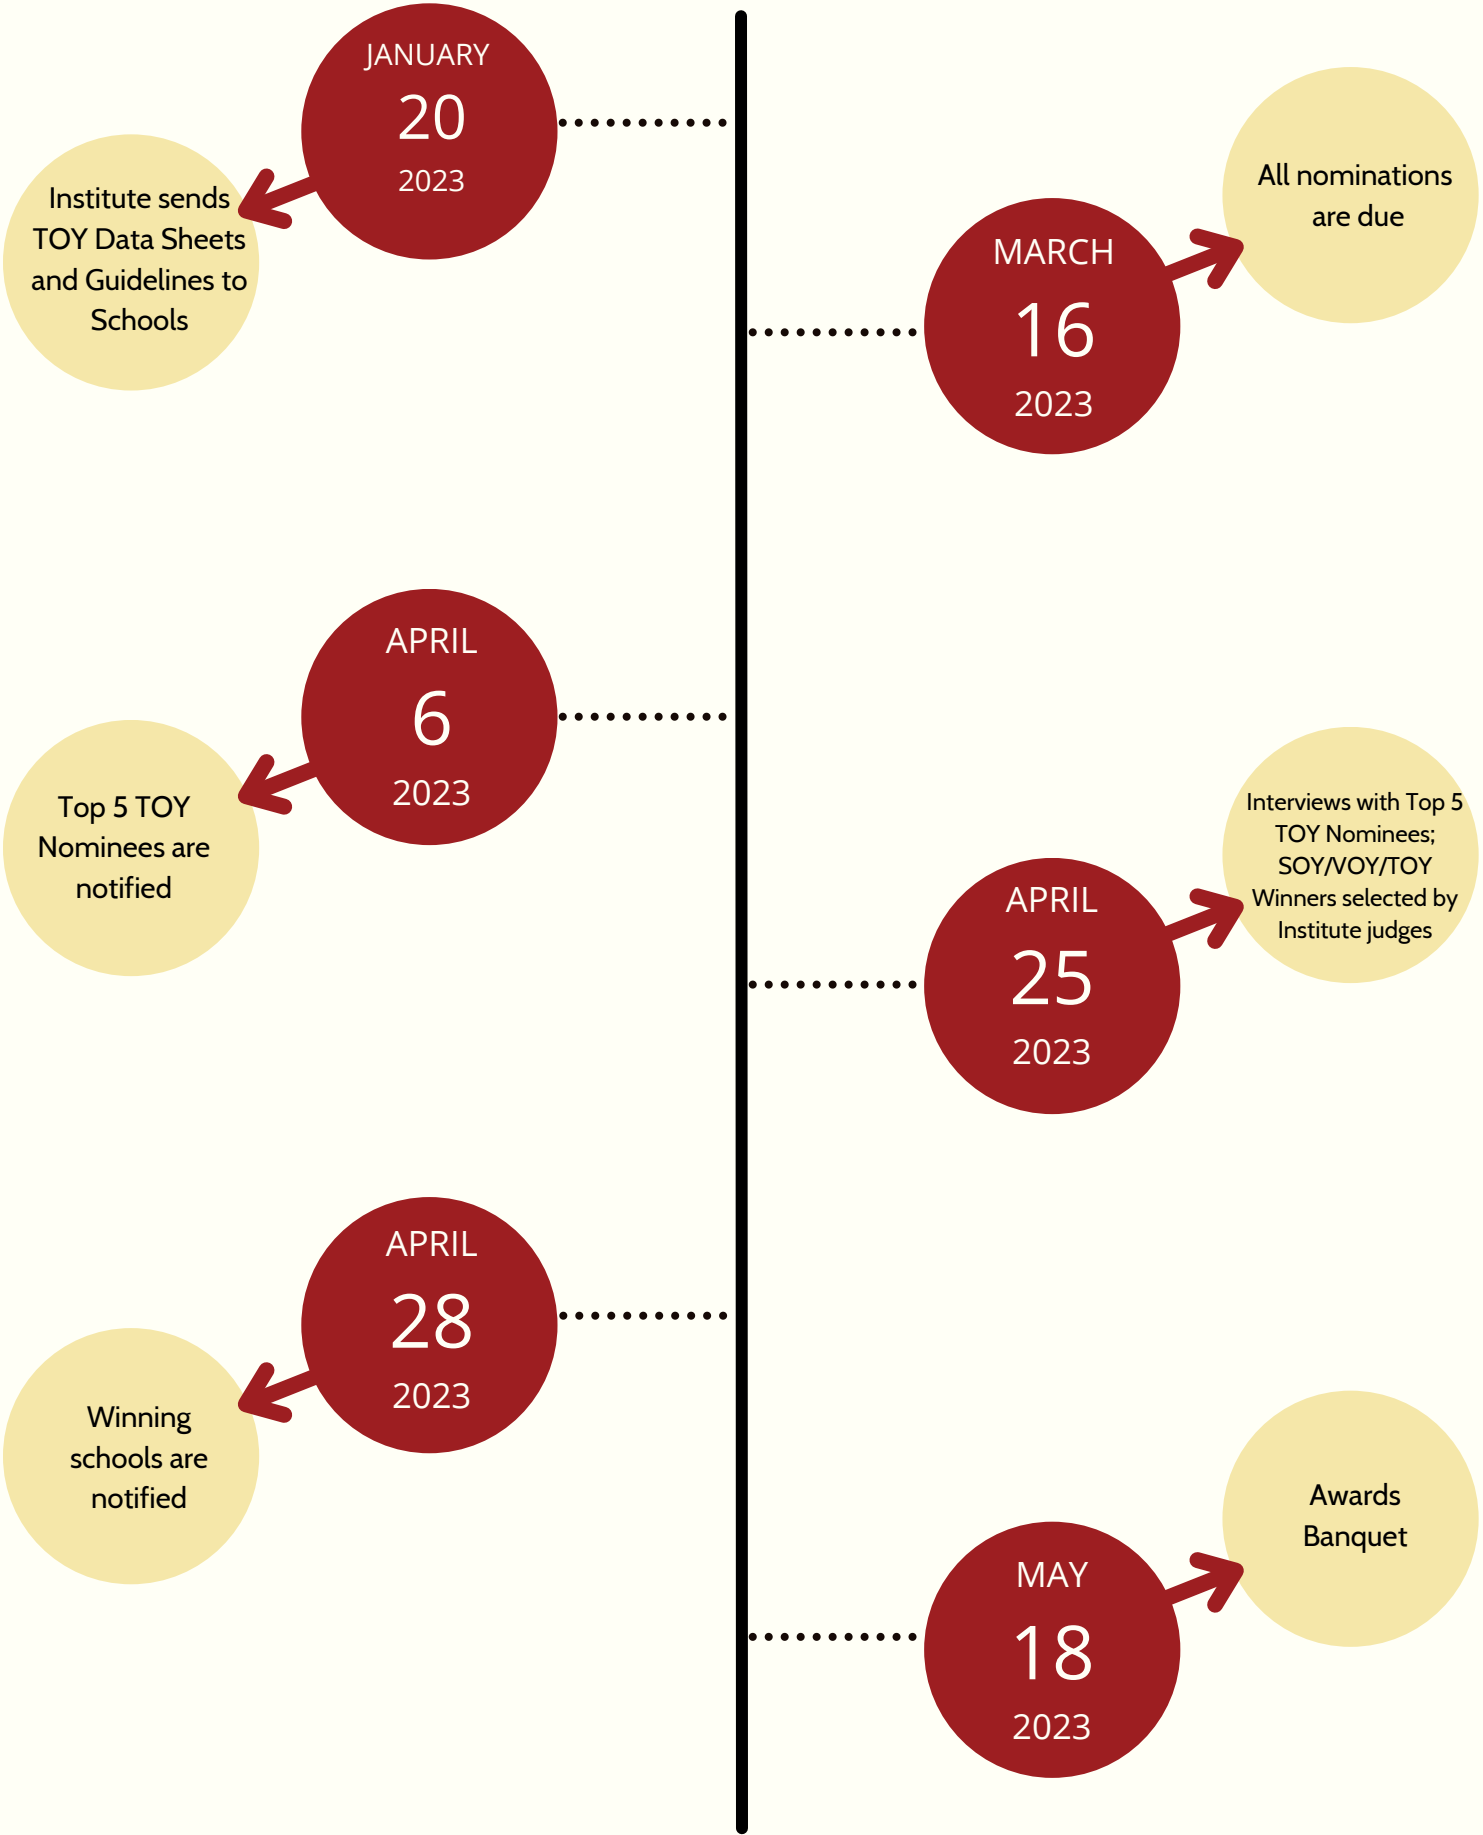 JANUARY
20
2023
Institute sends
TOY Data Sheets
and Guidelines to
Schools
MARCH
16
2023
All nominations
are due
APRIL
6
2023
Top 5 TOY
Nominees are
notified
APRIL
25
2023
Interviews with Top 5
TOY Nominees;
SOY/VOY/TOY
Winners selected by
Institute judges
APRIL
28
2023
Winning
schools are
notified
MAY
18
2023
Awards
Banquet